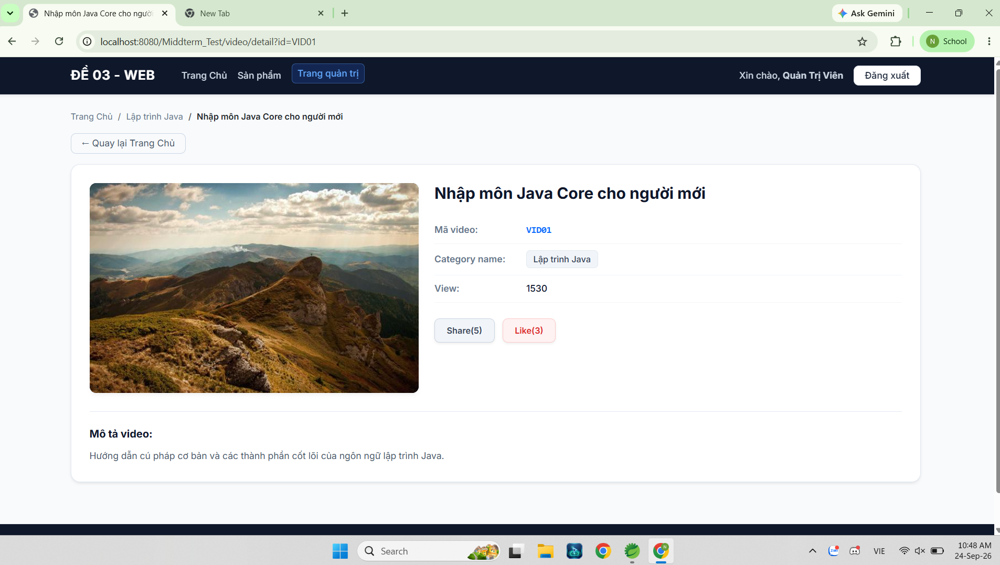 Nhập môn Java Core cho người
New Tab
Ask Gemini
localhost:8080/Middterm_Test/video/detail?id=VID01
N School
ĐỀ 03 - WEB
Trang Chủ
Sản phẩm
Trang quản trị
Xin chào, Quản Trị Viên
Đăng xuất
Trang Chủ / Lập trình Java / Nhập môn Java Core cho người mới
← Quay lại Trang Chủ
Nhập môn Java Core cho người mới
Mã video: VID01
Category name: Lập trình Java
View: 1530
Share(5)
Like(3)
Mô tả video:
Hướng dẫn cú pháp cơ bản và các thành phần cốt lõi của ngôn ngữ lập trình Java.
Search
N
Zalo
VIE
10:48 AM
24-Sep-26